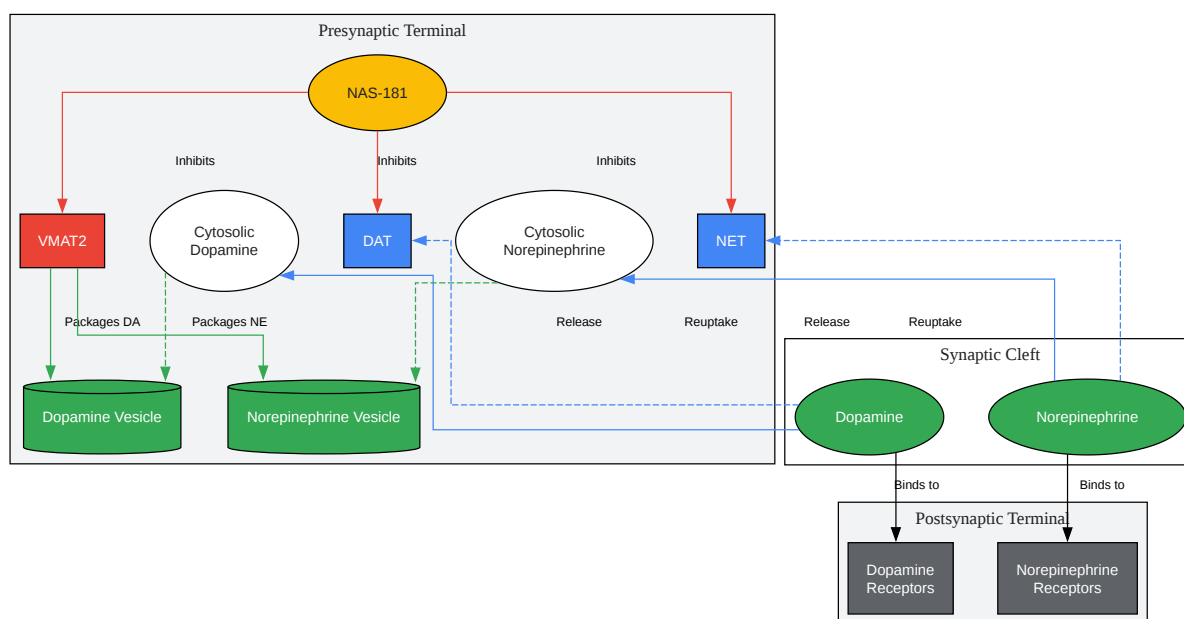 Presynaptic Terminal
NAS-181
Inhibits
Inhibits
Inhibits
VMAT2
Cytosolic
Dopamine
DAT
Cytosolic
Norepinephrine
NET
Packages DA
Packages NE
Release
Reuptake
Release
Reuptake
Synaptic Cleft
Dopamine Vesicle
Norepinephrine Vesicle
Dopamine
Norepinephrine
Binds to
Binds to
Postsynaptic Terminal
Dopamine
Receptors
Norepinephrine
Receptors